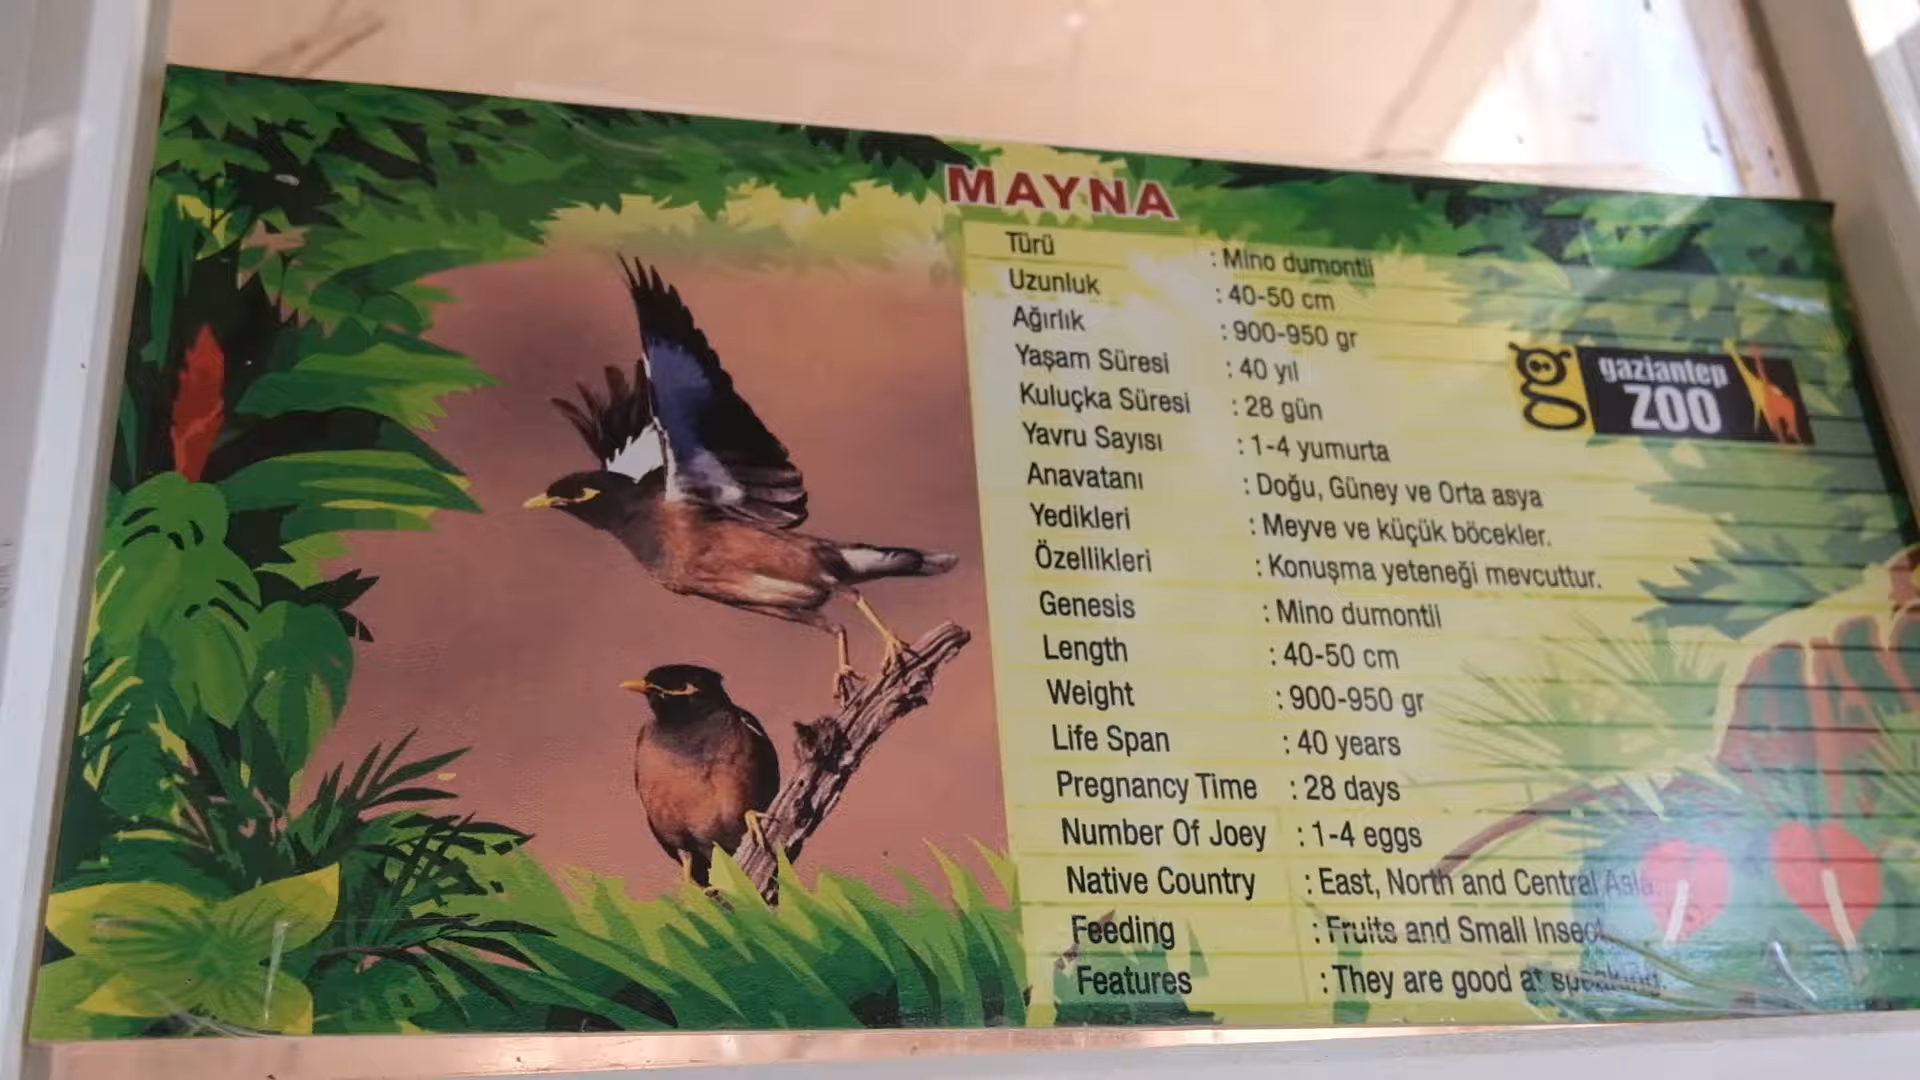 MAYNA
Türü : Mino dumontii
Uzunluk : 40-50 cm
Ağırlık : 900-950 gr
Yaşam Süresi : 40 yıl
Kuluçka Süresi : 28 gün
Yavru Sayısı : 1-4 yumurta
Anavatanı : Doğu, Güney ve Orta asya
Yedikleri : Meyve ve küçük böcekler.
Özellikleri : Konuşma yeteneği mevcuttur.
Genesis : Mino dumontii
Length : 40-50 cm
Weight : 900-950 gr
Life Span : 40 years
Pregnancy Time : 28 days
Number Of Joey : 1-4 eggs
Native Country : East, North and Central Asia.
Feeding : Fruits and Small Insect.
Features : They are good at speaking.
g gaziantep
ZOO